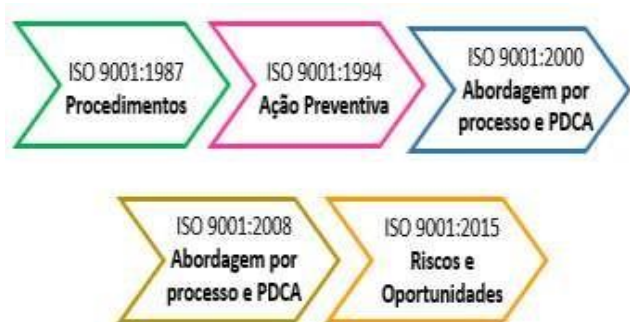 ISO 9001:1987
Procedimentos
ISO 9001:1994
Ação Preventiva
ISO 9001:2000
Abordagem por
processo e PDCA
ISO 9001:2008
Abordagem por
processo e PDCA
ISO 9001:2015
Riscos e
Oportunidades